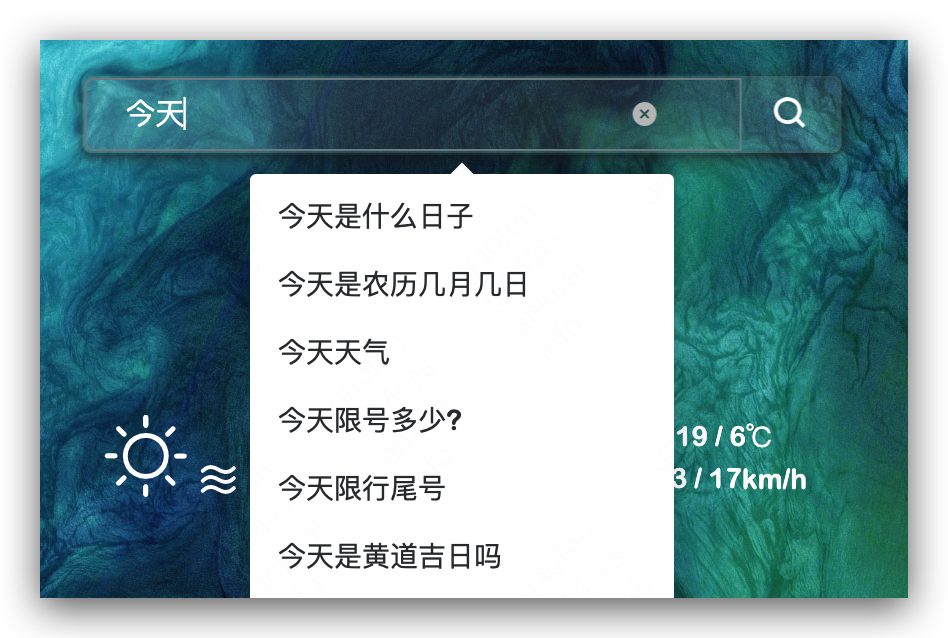 今天
今天是什么日子
今天是农历几月几日
今天天气
今天限号多少?
19 / 6℃
今天限行尾号
3 / 17km/h
今天是黄道吉日吗